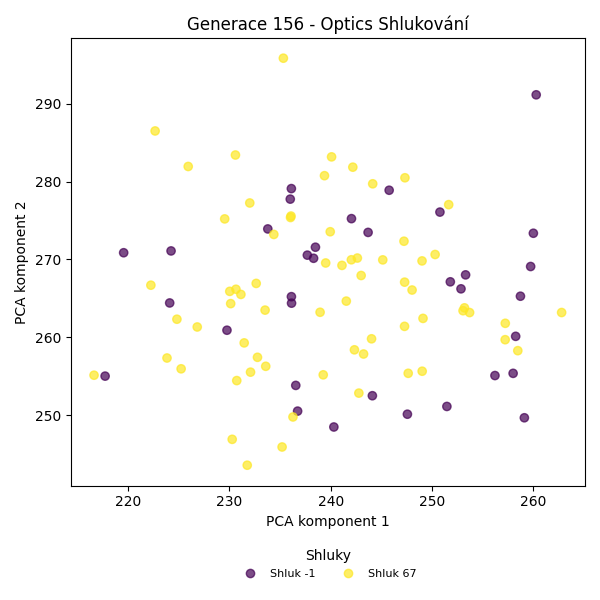 Generace 156 - Optics Shlukování
290
280
270
260
250
PCA komponent 2
220 230 240 250 260
PCA komponent 1
Shluky
Shluk -1 Shluk 67